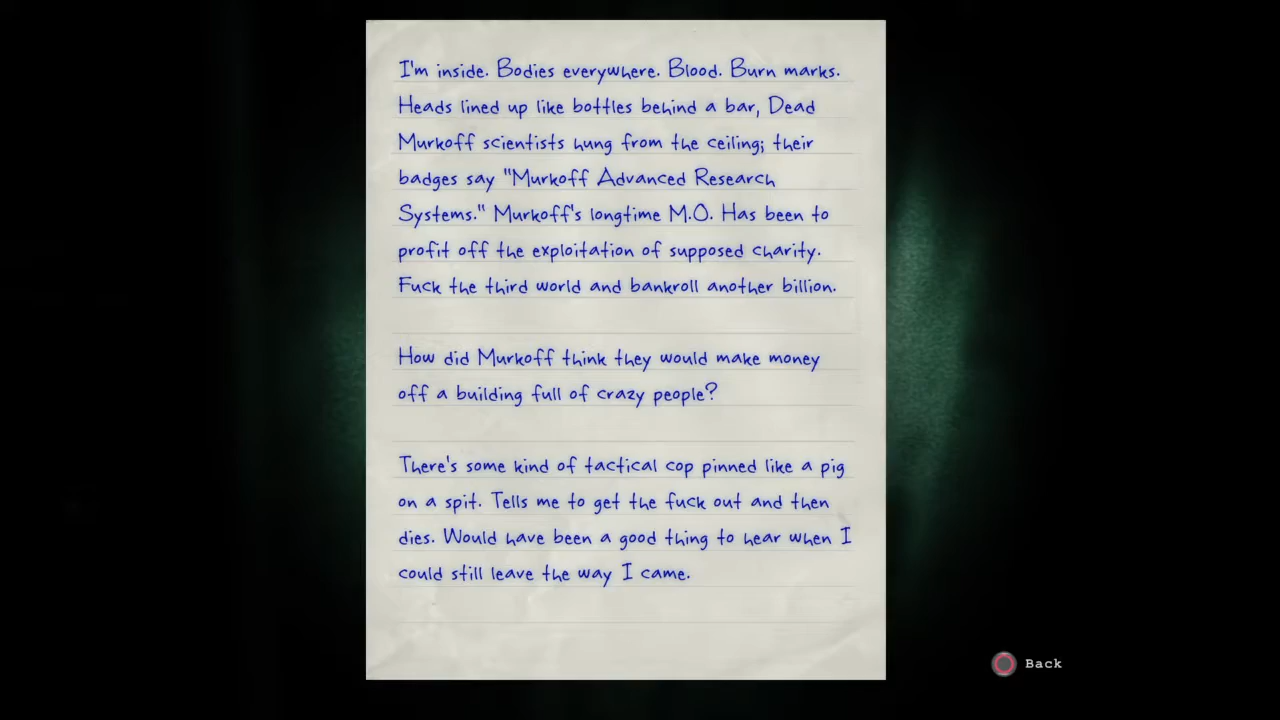 I'm inside. Bodies everywhere. Blood. Burn marks.
Heads lined up like bottles behind a bar, Dead
Murkoff scientists hung from the ceiling; their
badges say "Murkoff Advanced Research
Systems." Murkoff's longtime M.O. Has been to
profit off the exploitation of supposed charity.
Fuck the third world and bankroll another billion.
How did Murkoff think they would make money
off a building full of crazy people?
There's some kind of tactical cop pinned like a pig
on a spit. Tells me to get the fuck out and then
dies. Would have been a good thing to hear when I
could still leave the way I came.
Back